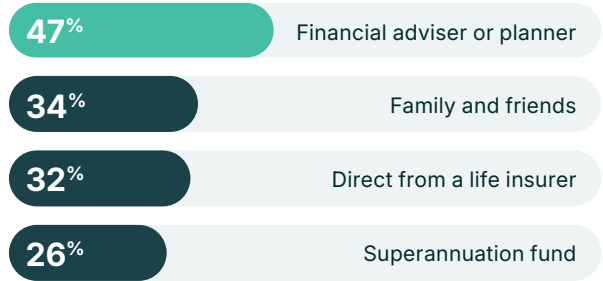 47% Financial adviser or planner
34% Family and friends
32% Direct from a life insurer
26% Superannuation fund